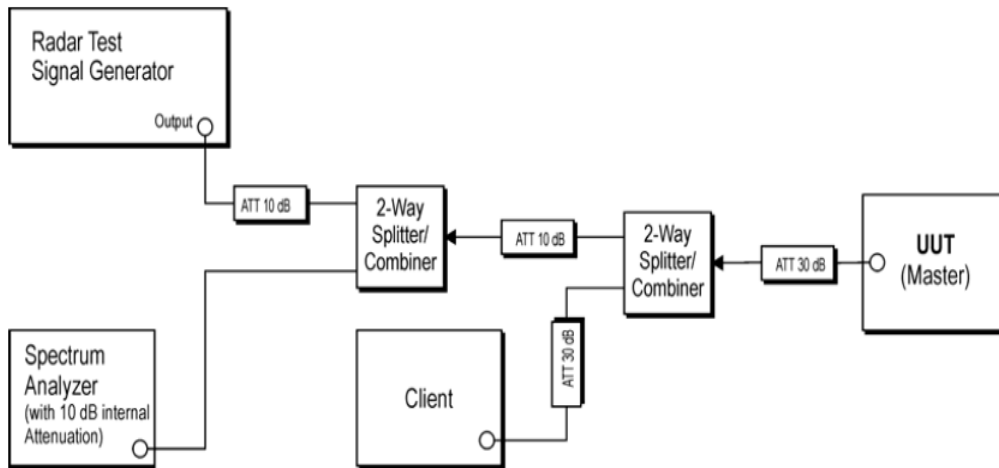 Radar Test
Signal Generator
Output
ATT 10 dB
2-Way
Splitter/
Combiner
ATT 10 dB
2-Way
Splitter/
Combiner
ATT 30 dB
UUT
(Master)
Spectrum
Analyzer
(with 10 dB internal
Attenuation)
Client
ATT 30 dB